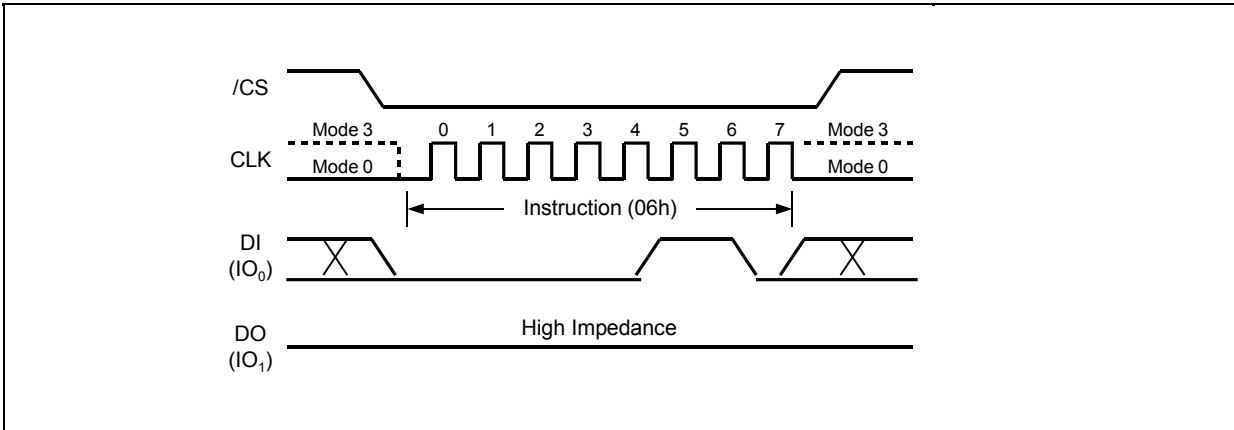 /CS
CLK
Mode 3
Mode 0
0 1 2 3 4 5 6 7
Mode 3
Mode 0
Instruction (06h)
DI
(IO₀)
DO
(IO₁)
High Impedance